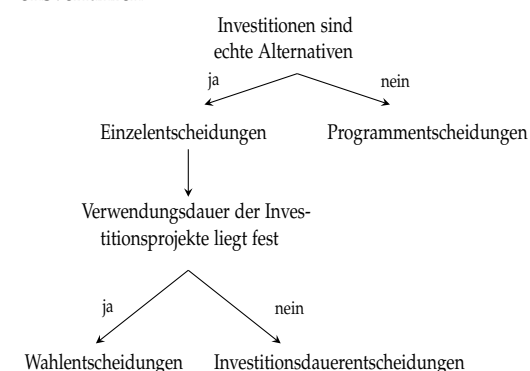 Investitionen sind
echte Alternativen
ja
nein
Einzelentscheidungen
Programmentscheidungen
Verwendungsdauer der Inves-
titionsprojekte liegt fest
ja
nein
Wahlentscheidungen
Investitionsdauerentscheidungen